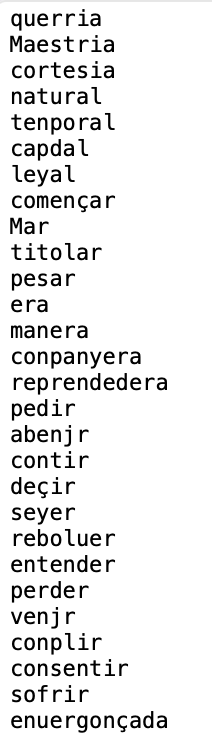 querria
Maestria
cortesia
natural
tenporal
capdal
leyal
començar
Mar
titolar
pesar
era
manera
conpanyera
reprendedera
pedir
abenjr
contir
deçir
seyer
reboluer
entender
perder
venjr
conplir
consentir
sofrir
enuergonçada